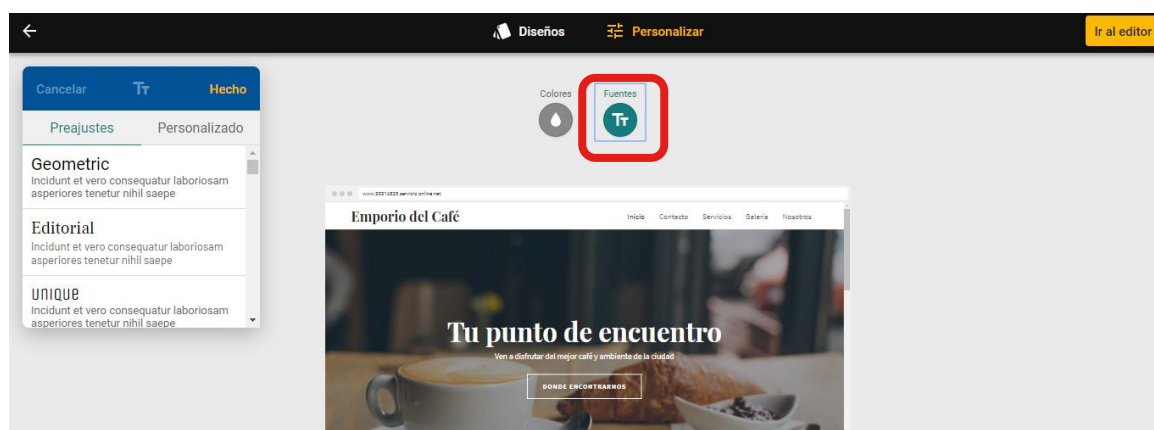 Diseños
Personalizar
Ir al editor
Cancelar
Tт
Hecho
Preajustes
Personalizado
Geometric
Incidunt et vero consequatur laboriosam
asperiores tenetur nihil saepe
Editorial
Incidunt et vero consequatur laboriosam
asperiores tenetur nihil saepe
unique
Incidunt et vero consequatur laboriosam
asperiores tenetur nihil saepe
Colores
Fuentes
Tт
Emporio del Café
Inicio Contacto Servicios Galería Nosotros
Tu punto de encuentro
Ven a disfrutar del mejor café y ambiente de la ciudad
DONDE ENCONTRARNOS